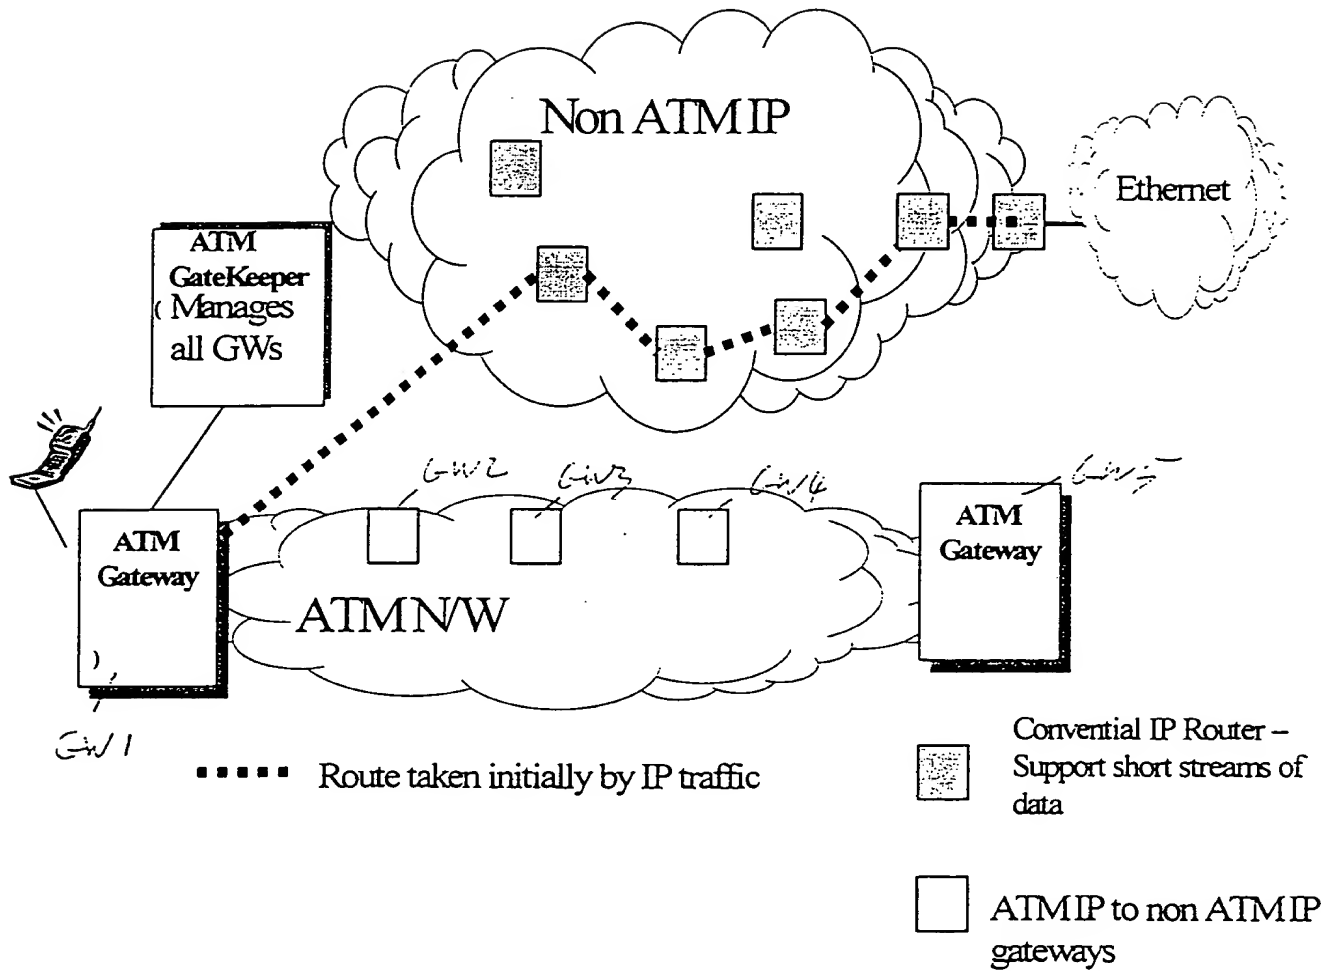 Non ATM IP
Ethernet
ATM
GateKeeper
( Manages
all GWs
GW2
GW3
GW4
GW5
ATM
Gateway
)
ATM
Gateway
ATM N/W
GW1
Route taken initially by IP traffic
Convential IP Router –
Support short streams of
data
ATM IP to non ATM IP
gateways